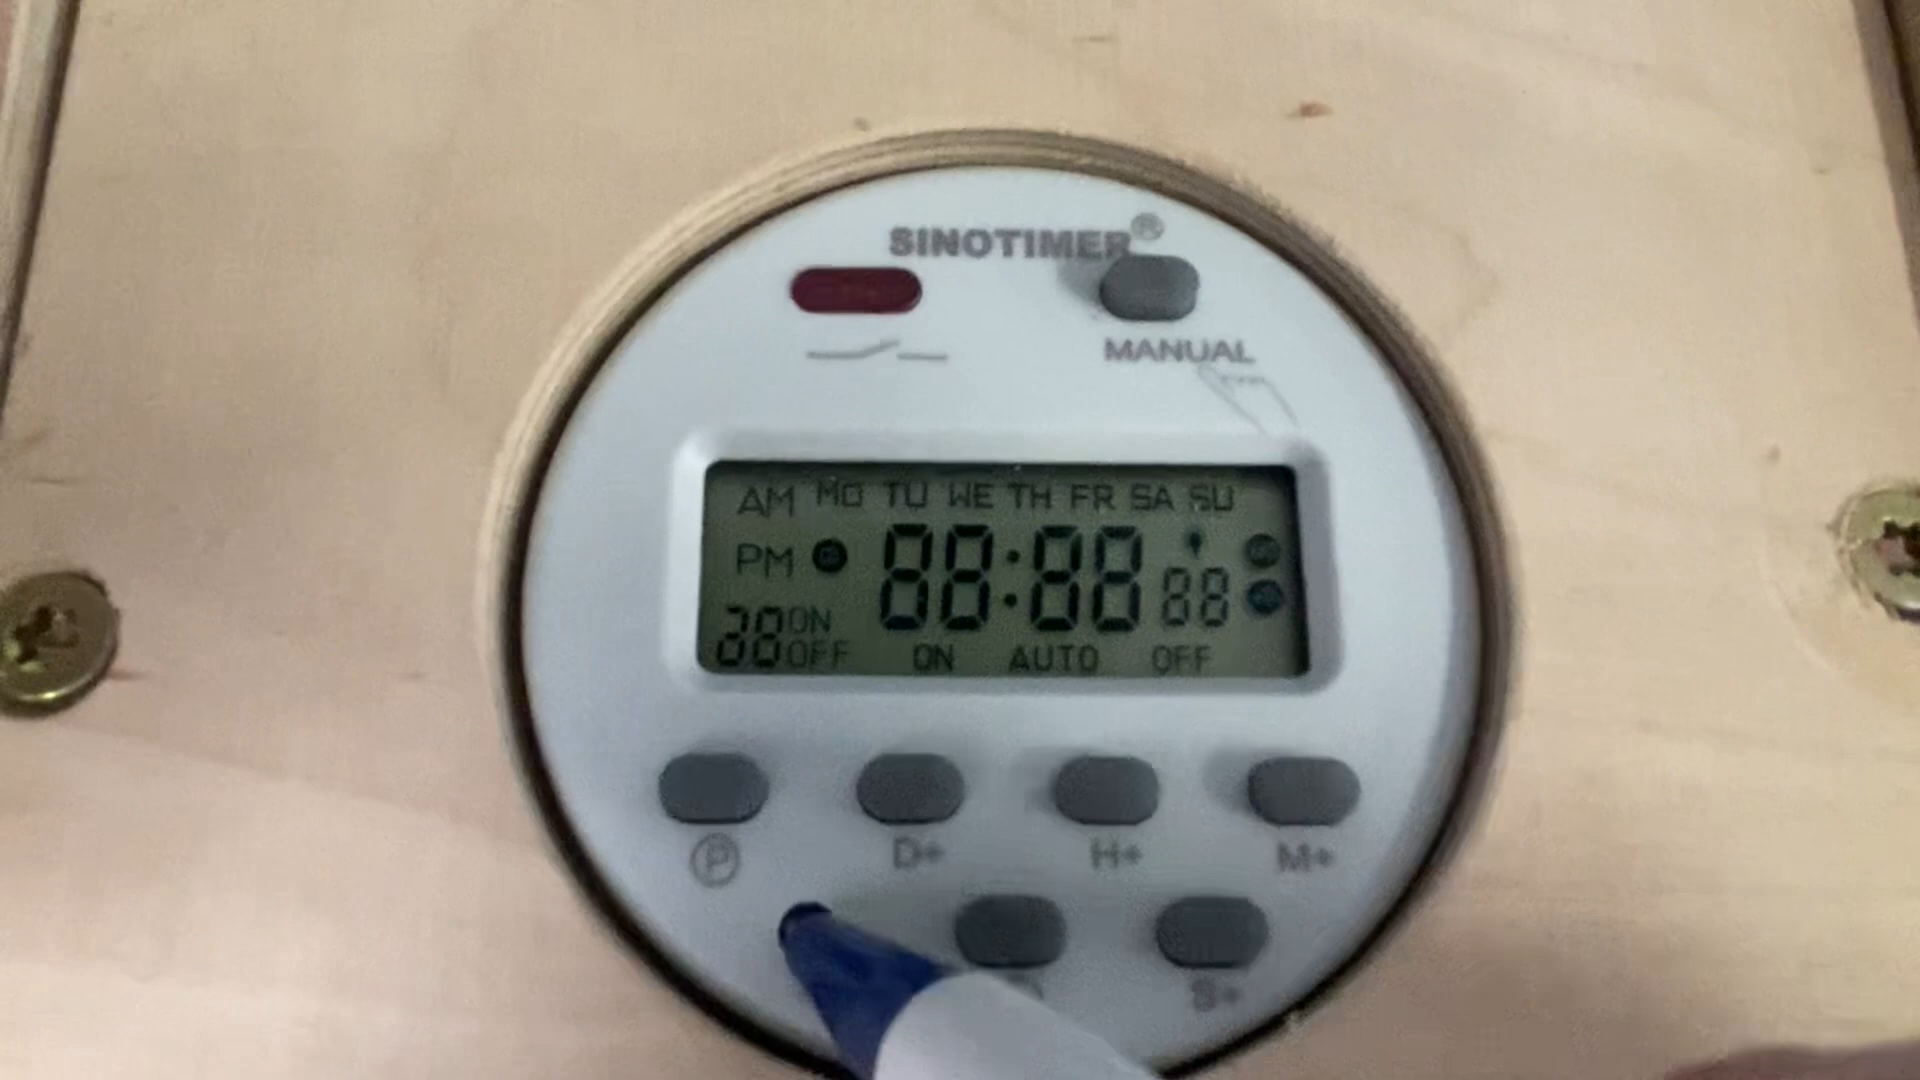 SINOTIMER®
MANUAL
AM MO TU WE TH FR SA SU
PM 88:88 88
38 ON
OFF ON AUTO OFF
P D+ H+ M+
S+